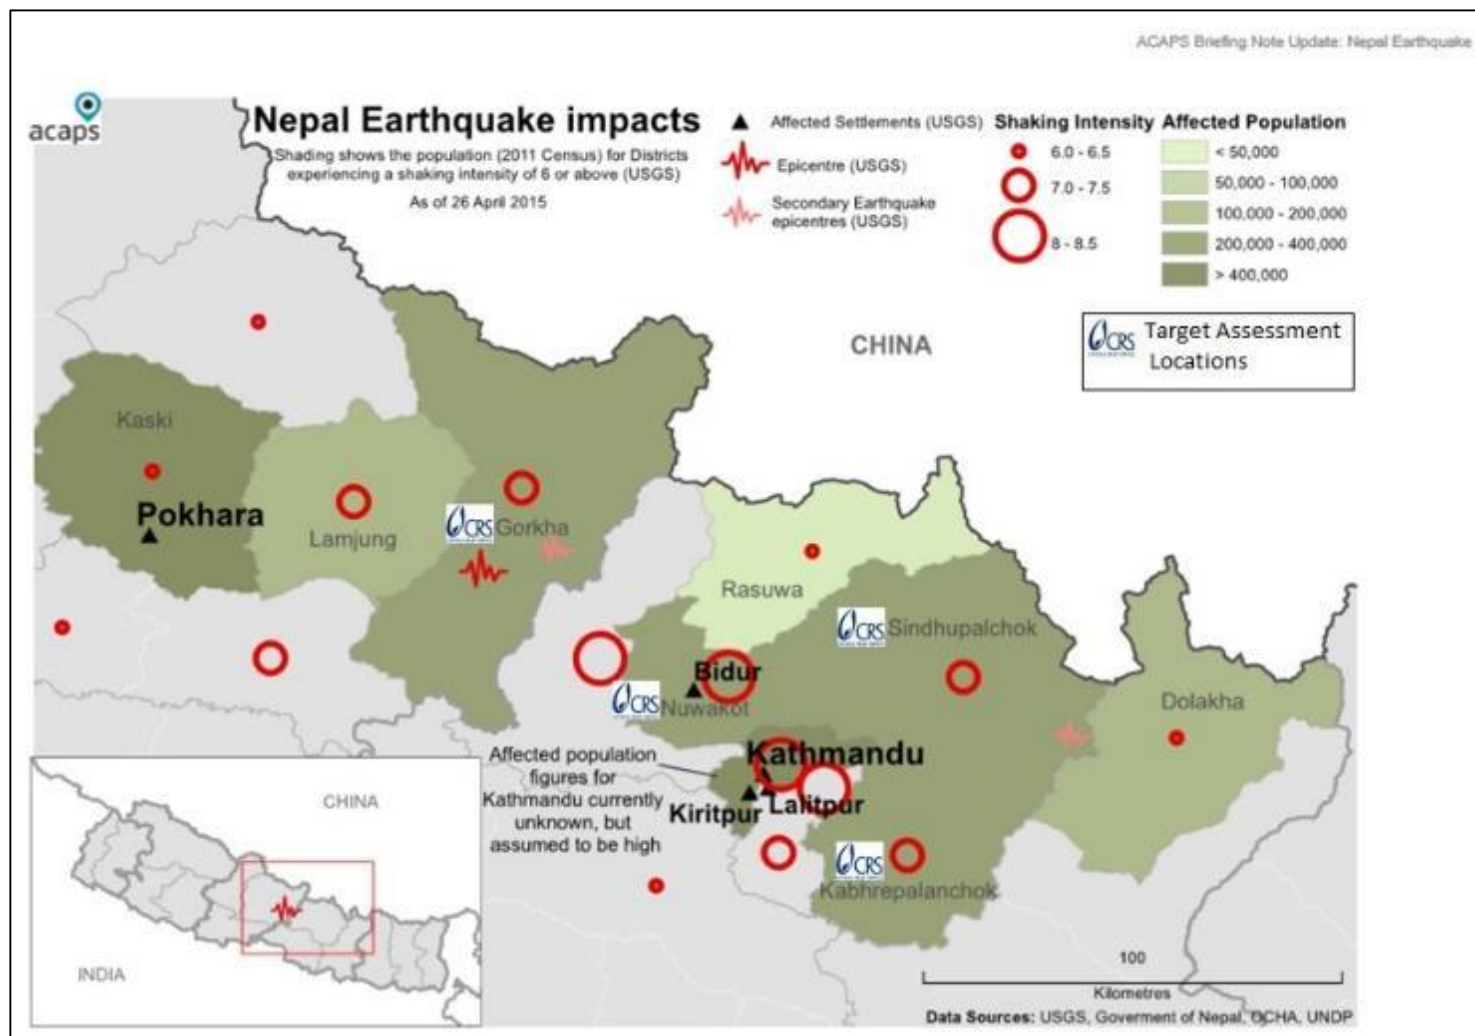 ACAPS Briefing Note Update: Nepal Earthquake
acaps
Nepal Earthquake impacts
Shading shows the population (2011 Census) for Districts
experiencing a shaking intensity of 6 or above (USGS)
As of 26 April 2015
Affected Settlements (USGS)
Epicentre (USGS)
Secondary Earthquake
epicentres (USGS)
Shaking Intensity
6.0 - 6.5
7.0 - 7.5
8 - 8.5
Affected Population
< 50,000
50,000 - 100,000
100,000 - 200,000
200,000 - 400,000
> 400,000
CRS Target Assessment
Locations
CHINA
Kaski
Pokhara
Lamjung
CRS Gorkha
Rasuwa
CRS Sindhupalchok
Bidur
CRS Nuwakot
Dolakha
Kathmandu
Lalitpur
Kiritpur
Affected population
figures for
Kathmandu currently
unknown, but
assumed to be high
CRS
Kabhrepalanchok
CHINA
INDIA
100
Kilometres
Data Sources: USGS, Goverment of Nepal, OCHA, UNDP